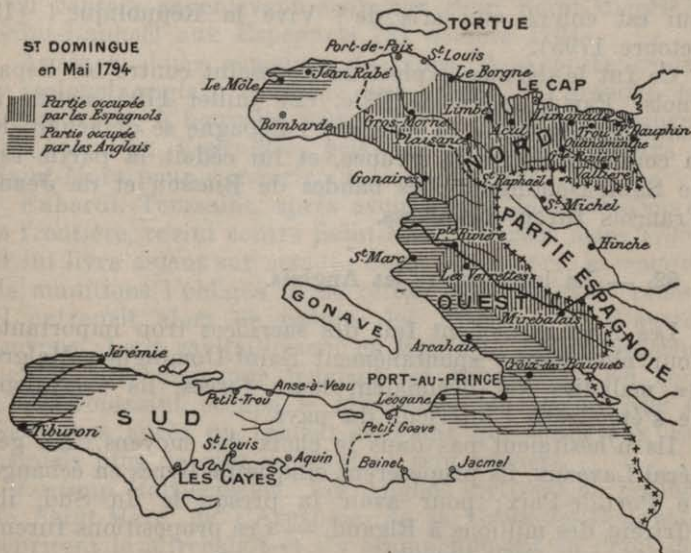 ST DOMINGUE
en Mai 1794
Partie occupée
par les Espagnols
Partie occupée
par les Anglais
TORTUE
Port-de-Paix
St Louis
Jean Rabé
Le Môle
Le Borgne
LE CAP
Bombarde
Limbé
Limonade
Gros-Morne
Acul
Trou
Ft Dauphin
Plaisance
Ouanaminthe
NORD
Vallière
Gonaïves
St Raphaël
St Michel
PARTIE ESPAGNOLE
Pte Rivière
Hinche
St Marc
Les Verrettes
GONAVE
OUEST
Mirebalais
Arcahaie
Jérémie
Croix-des-Bouquets
Anse-à-Veau
PORT-AU-PRINCE
Petit-Trou
Léogane
SUD
Tiburon
Petit Goave
St Louis
Aquin
Bainet
Jacmel
LES CAYES